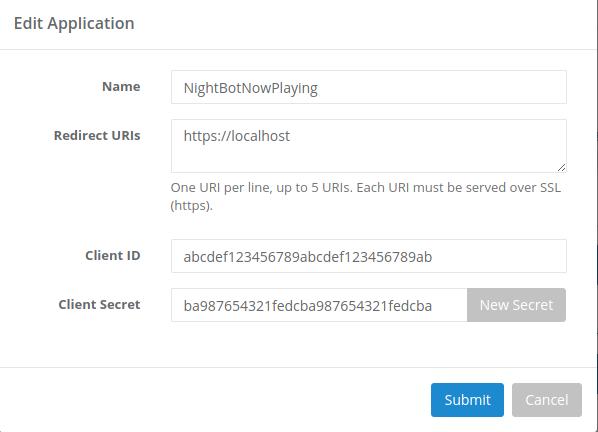 Edit Application
Name
NightBotNowPlaying
Redirect URIs
https://localhost
One URI per line, up to 5 URIs. Each URI must be served over SSL
(https).
Client ID
abcdef123456789abcdef123456789ab
Client Secret
ba987654321fedcba987654321fedcba
New Secret
Submit
Cancel